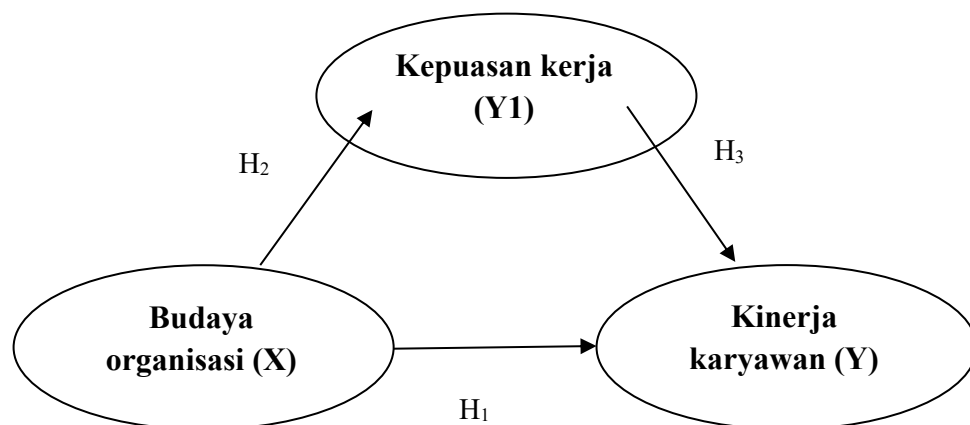 Kepuasan kerja
(Y1)
H₂
H₃
Budaya
organisasi (X)
Kinerja
karyawan (Y)
H₁